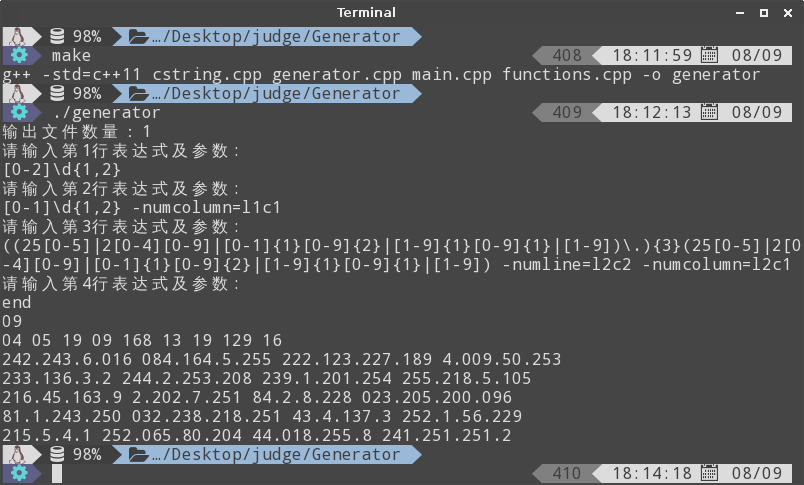 Terminal
98% …/Desktop/judge/Generator
make 408 18:11:59 08/09
g++ -std=c++11 cstring.cpp generator.cpp main.cpp functions.cpp -o generator
98% …/Desktop/judge/Generator
./generator 409 18:12:13 08/09
输出文件数量：1
请输入第1行表达式及参数：
[0-2]\d{1,2}
请输入第2行表达式及参数：
[0-1]\d{1,2} -numcolumn=l1c1
请输入第3行表达式及参数：
((25[0-5]|2[0-4][0-9]|[0-1]{1}[0-9]{2}|[1-9]{1}[0-9]{1}|[1-9])\.){3}(25[0-5]|2[0
-4][0-9]|[0-1]{1}[0-9]{2}|[1-9]{1}[0-9]{1}|[1-9]) -numline=l2c2 -numcolumn=l2c1
请输入第4行表达式及参数：
end
09
04 05 19 09 168 13 19 129 16
242.243.6.016 084.164.5.255 222.123.227.189 4.009.50.253
233.136.3.2 244.2.253.208 239.1.201.254 255.218.5.105
216.45.163.9 2.202.7.251 84.2.8.228 023.205.200.096
81.1.243.250 032.238.218.251 43.4.137.3 252.1.56.229
215.5.4.1 252.065.80.204 44.018.255.8 241.251.251.2
98% …/Desktop/judge/Generator
410 18:14:18 08/09